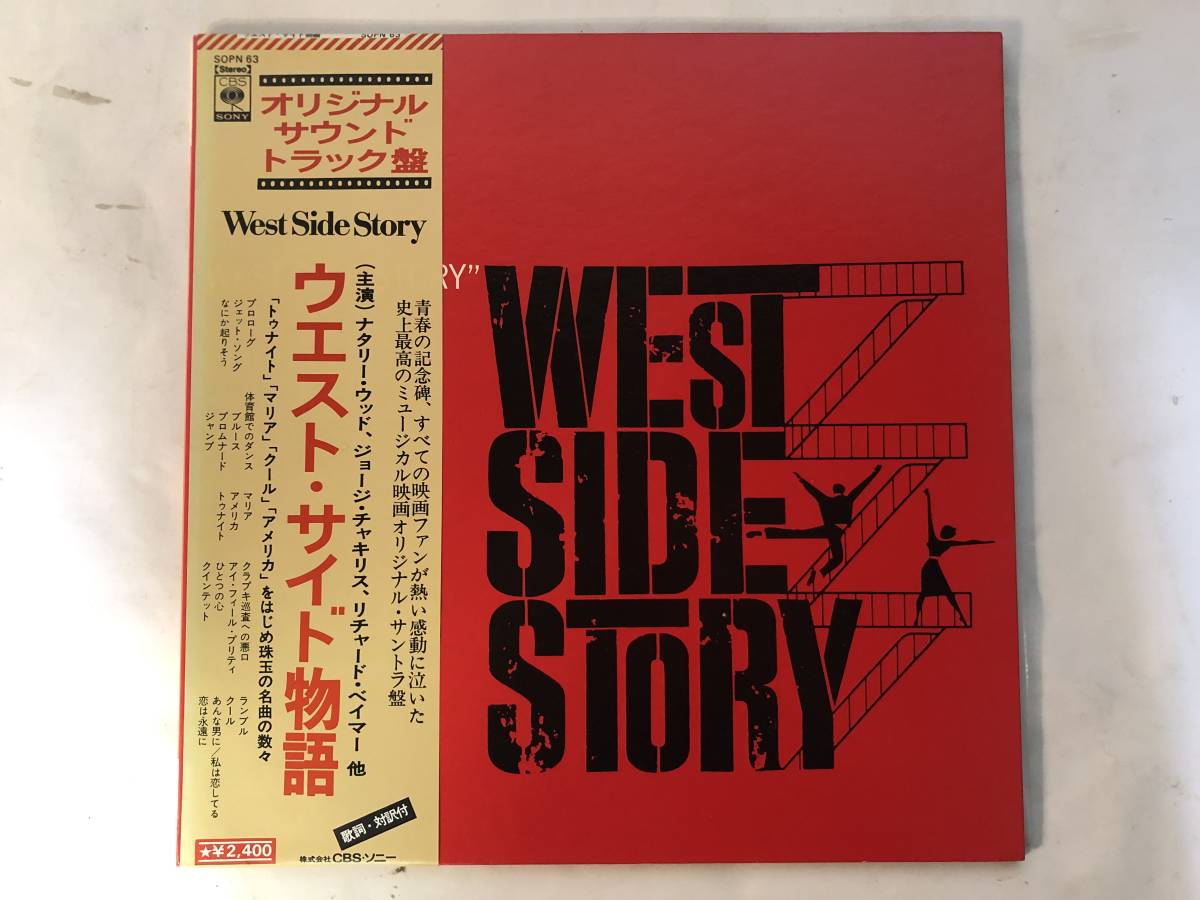 SOPN 63
SOPN 63
[Stereo]
CBS
SONY
オリジナル
サウンド
トラック盤
West Side Story
RY”
青春の記念碑、すべての映画ファンが熱い感動に泣いた
史上最高のミュージカル映画オリジナル・サントラ盤
(主演)ナタリー・ウッド、ジョージ・チャキリス、リチャード・ベイマー 他
ウエスト・サイド物語
「トゥナイト」「マリア」「クール」「アメリカ」をはじめ珠玉の名曲の数々
プロローグ
ジェット・ソング
なにか起りそう
体育館でのダンス
ブルース
プロムナード
ジャンプ
マリア
アメリカ
トゥナイト
クラプキ巡査への悪口
アイ・フィール・プリティ
ひとつの心
クインテット
ランブル
クール
あんな男に/私は恋してる
恋は永遠に
歌詞・対訳付
★¥2,400
株式会社CBS・ソニー
WEST
SIDE
STORY